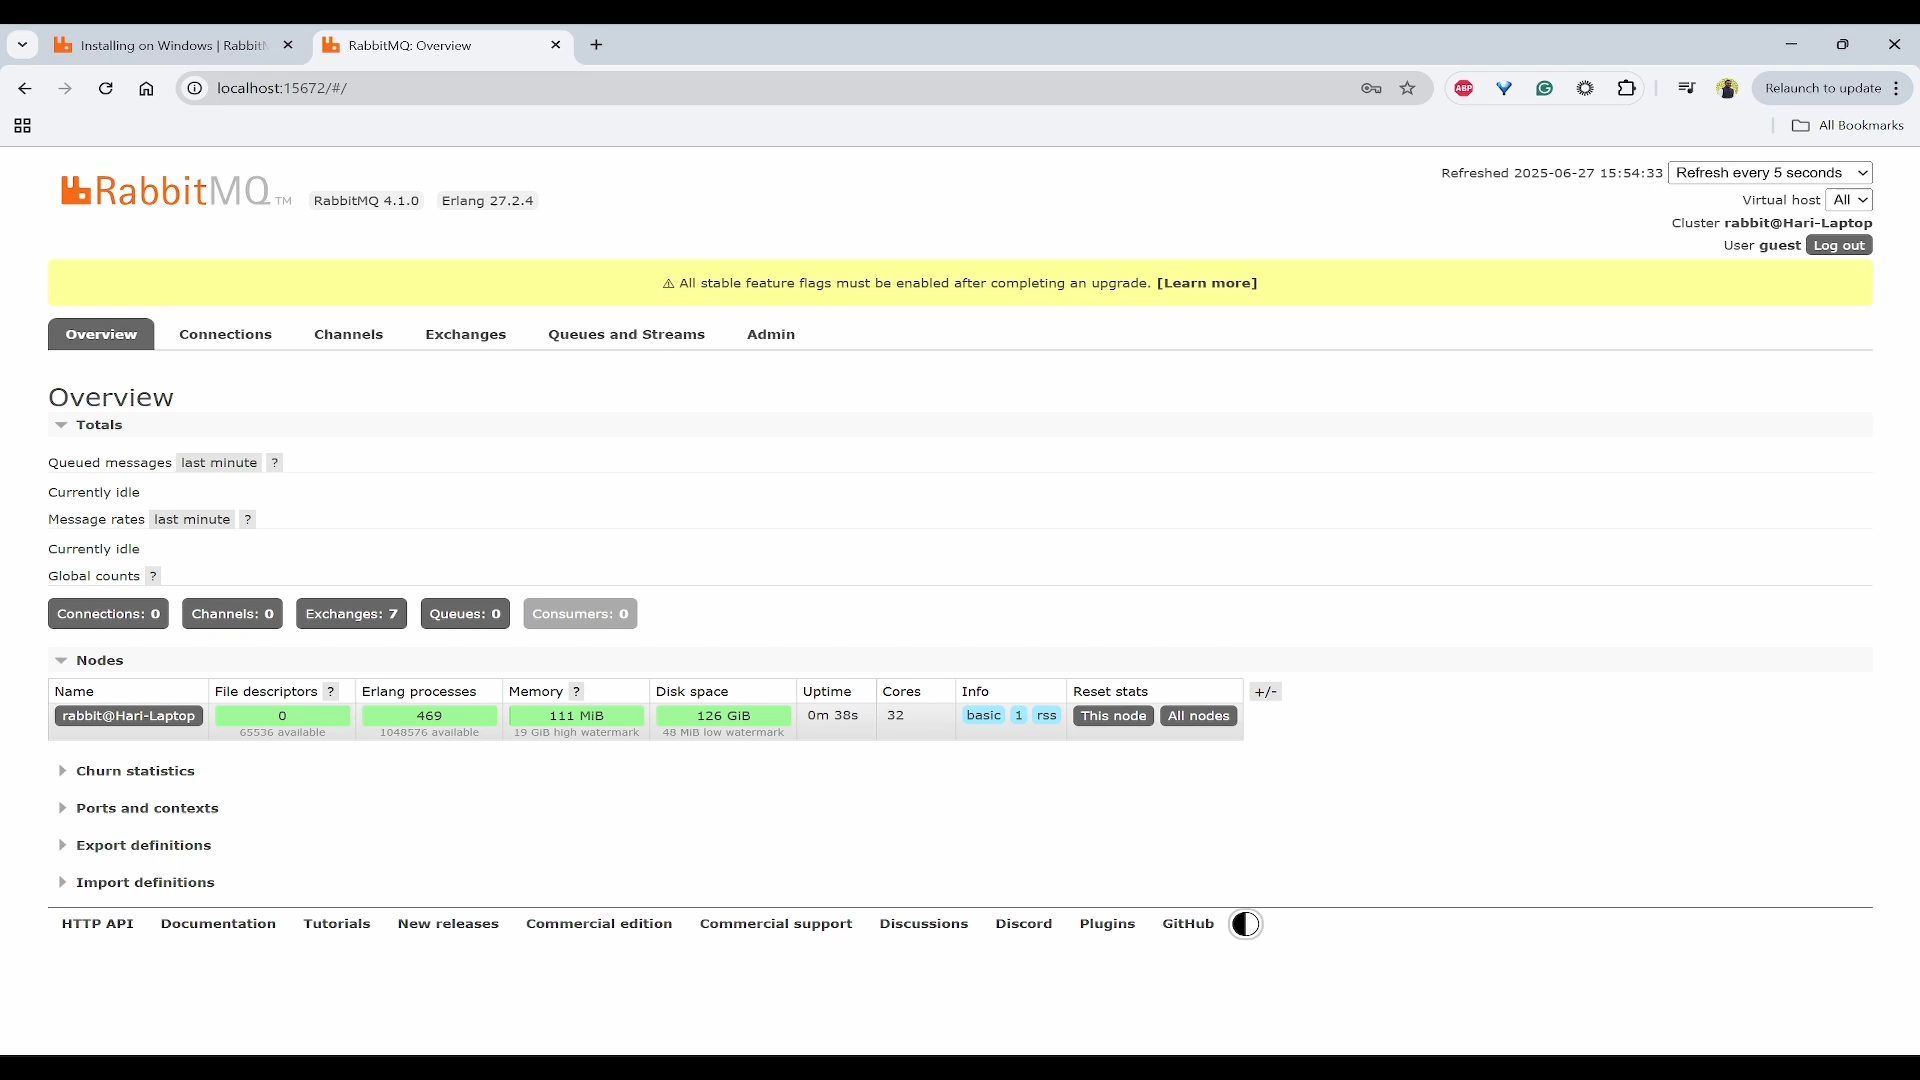 Installing on Windows | Rabbit
RabbitMQ: Overview
localhost:15672/#/
ABP
Relaunch to update
All Bookmarks
RabbitMQ TM
RabbitMQ 4.1.0
Erlang 27.2.4
Refreshed 2025-06-27 15:54:33
Refresh every 5 seconds
Virtual host All
Cluster rabbit@Hari-Laptop
User guest Log out
⚠ All stable feature flags must be enabled after completing an upgrade. [Learn more]
Overview Connections Channels Exchanges Queues and Streams Admin
Overview
Totals
Queued messages last minute ?
Currently idle
Message rates last minute ?
Currently idle
Global counts ?
Connections: 0 Channels: 0 Exchanges: 7 Queues: 0 Consumers: 0
Nodes
Name File descriptors ? Erlang processes Memory ? Disk space Uptime Cores Info Reset stats +/-
rabbit@Hari-Laptop 0 469 111 MiB 126 GiB 0m 38s 32 basic 1 rss This node All nodes
65536 available 1048576 available 19 GiB high watermark 48 MiB low watermark
Churn statistics
Ports and contexts
Export definitions
Import definitions
HTTP API Documentation Tutorials New releases Commercial edition Commercial support Discussions Discord Plugins GitHub